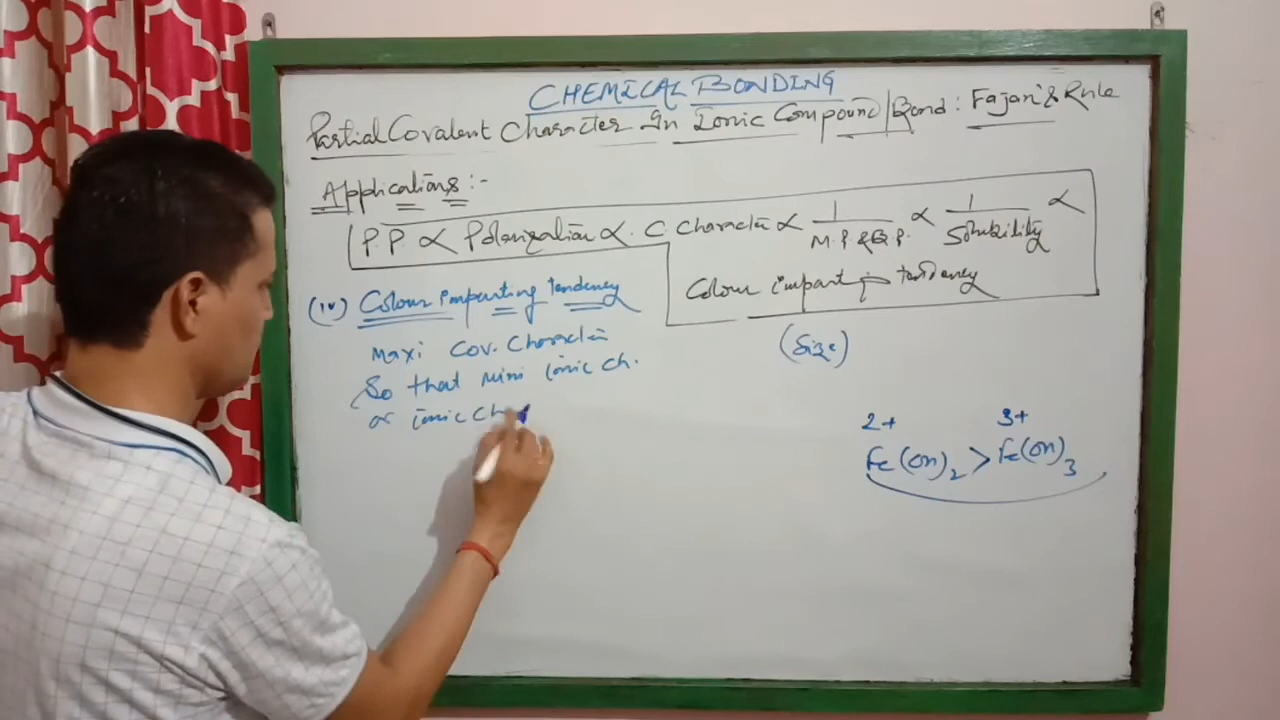 CHEMICAL BONDING
Partial Covalent Character In Ionic Compound/Bond : Fajan's Rule
Applications :-
P.P ∝ Polarization ∝ C Character ∝ 1/M.P & B.P. ∝ 1/Solubility ∝
Colour imparting tendency
(iv) Colour imparting tendency
Maxi Cov. Character
So that Mini ionic ch.
or ionic Ch
(Size)
2+ 3+
Fe(OH)2 > Fe(OH)3